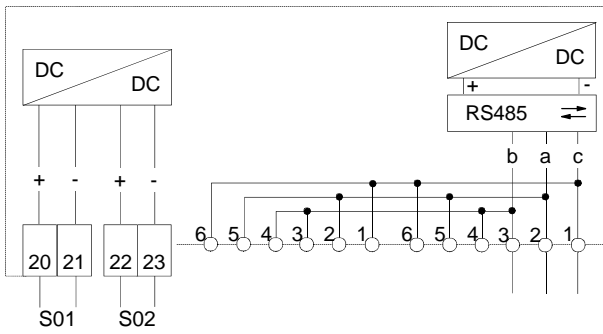 DC
DC
DC
DC
+ -
RS485
b a c
+ - + -
6 5 4 3 2 1 6 5 4 3 2 1
20 21 22 23
S01 S02